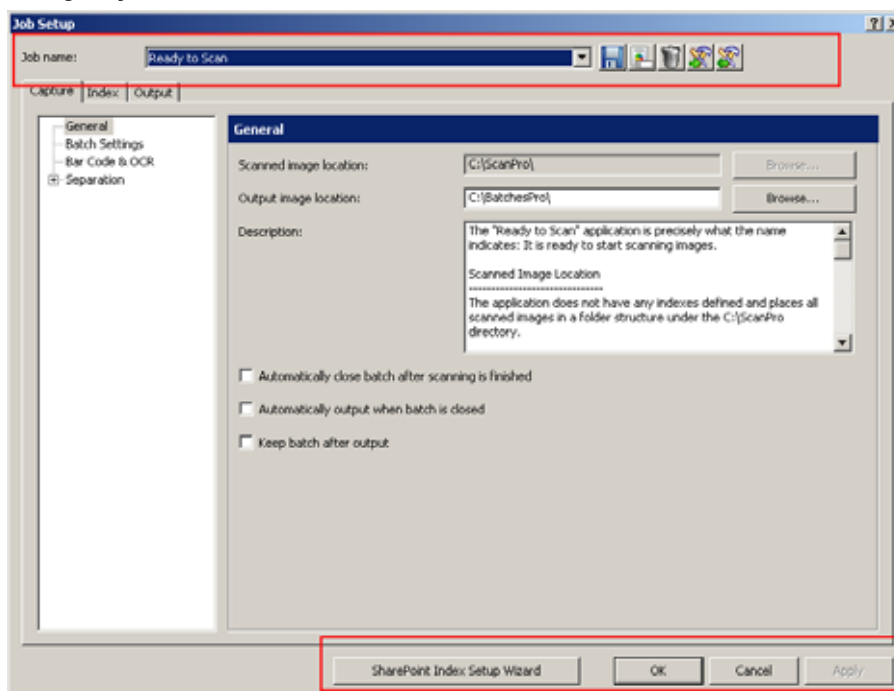 Job Setup
Job name: Ready to Scan
Capture Index Output
General
Batch Settings
Bar Code & OCR
Separation
General
Scanned image location: C:\ScanPro\ Browse...
Output image location: C:\BatchesPro\ Browse...
Description: The "Ready to Scan" application is precisely what the name
indicates: It is ready to start scanning images.
Scanned Image Location
--------------------------------
The application does not have any indexes defined and places all
scanned images in a folder structure under the C:\ScanPro
directory.
Automatically close batch after scanning is finished
Automatically output when batch is closed
Keep batch after output
SharePoint Index Setup Wizard OK Cancel Apply